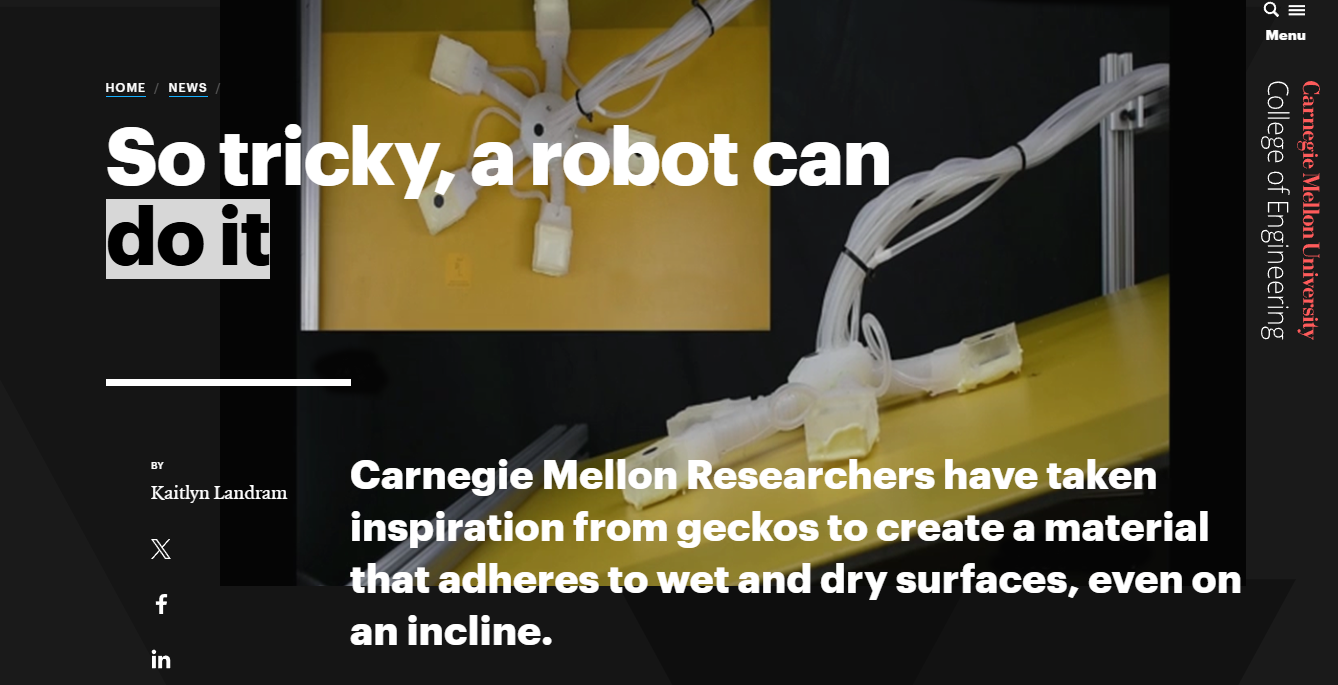 Menu
Carnegie Mellon University
College of Engineering
HOME / NEWS /
So tricky, a robot can
do it
BY
Kaitlyn Landram
Carnegie Mellon Researchers have taken
inspiration from geckos to create a material
that adheres to wet and dry surfaces, even on
an incline.